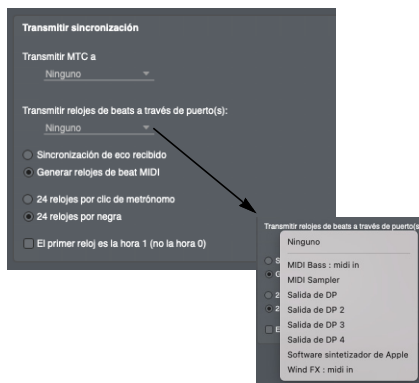 Transmitir sincronización
Transmitir MTC a
Ninguno
Transmitir relojes de beats a través de puerto(s):
Ninguno
Sincronización de eco recibido
Generar relojes de beat MIDI
24 relojes por clic de metrónomo
24 relojes por negra
El primer reloj es la hora 1 (no la hora 0)
Transmitir relojes de beats a través de puerto(s
Ninguno
MIDI Bass : midi in
MIDI Sampler
Salida de DP
Salida de DP 2
Salida de DP 3
Salida de DP 4
Software sintetizador de Apple
Wind FX : midi in
S
G
2
2
E